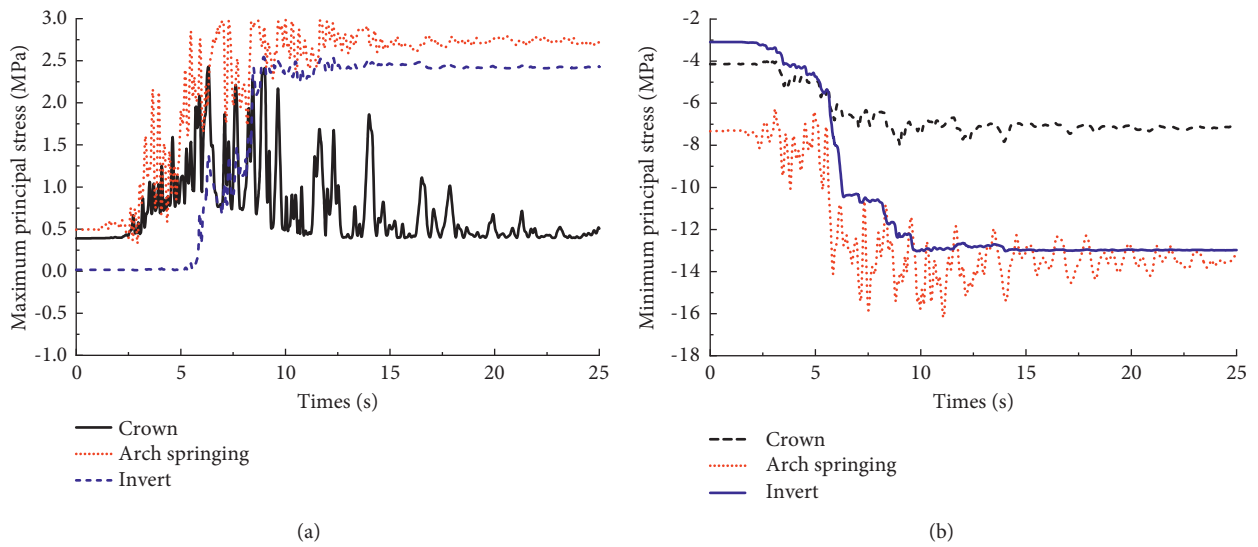 (a)
Maximum principal stress (MPa)
3.0
2.5
2.0
1.5
1.0
0.5
0.0
-0.5
-1.0
0 5 10 15 20 25
Times (s)
Crown
Arch springing
Invert
(a)
(b)
Minimum principal stress (MPa)
-2
-4
-6
-8
-10
-12
-14
-16
-18
0 5 10 15 20 25
Times (s)
Crown
Arch springing
Invert
(b)